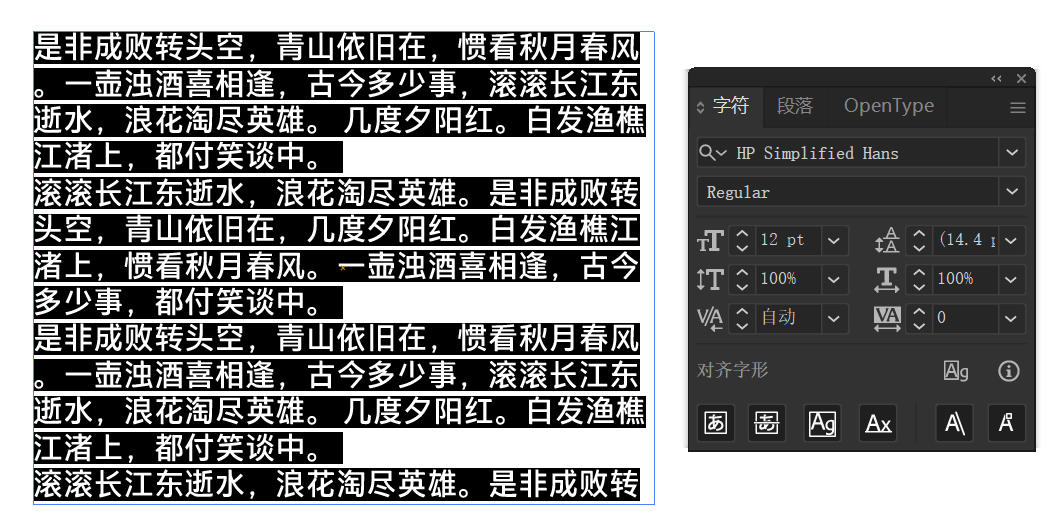 是非成败转头空，青山依旧在，惯看秋月春风
。一壶浊酒喜相逢，古今多少事，滚滚长江东
逝水，浪花淘尽英雄。 几度夕阳红。白发渔樵
江渚上，都付笑谈中。
滚滚长江东逝水，浪花淘尽英雄。是非成败转
头空，青山依旧在，几度夕阳红。白发渔樵江
渚上，惯看秋月春风。一壶浊酒喜相逢，古今
多少事，都付笑谈中。
是非成败转头空，青山依旧在，惯看秋月春风
。一壶浊酒喜相逢，古今多少事，滚滚长江东
逝水，浪花淘尽英雄。 几度夕阳红。白发渔樵
江渚上，都付笑谈中。
滚滚长江东逝水，浪花淘尽英雄。是非成败转
字符 段落 OpenType
HP Simplified Hans
Regular
12 pt (14.4 p
100% 100%
自动 0
对齐字形